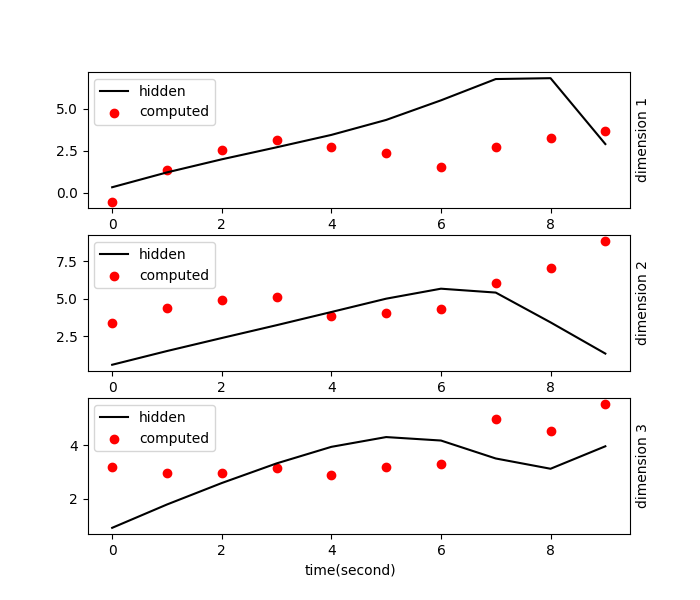 hidden
computed
5.0
2.5
0.0
0 2 4 6 8
dimension 1
hidden
computed
7.5
5.0
2.5
0 2 4 6 8
dimension 2
hidden
computed
4
2
0 2 4 6 8
dimension 3
time(second)